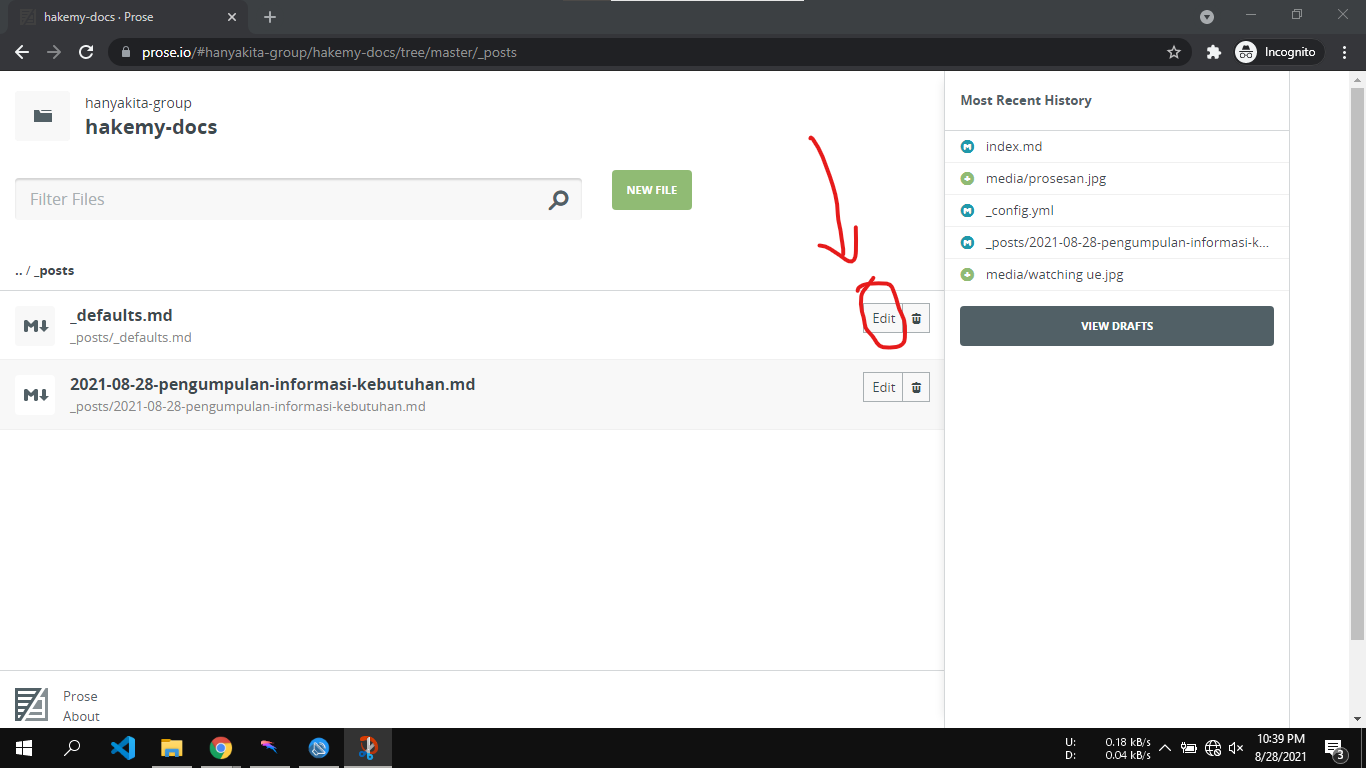 hakemy-docs · Prose
prose.io/#hanyakita-group/hakemy-docs/tree/master/_posts
Incognito
hanyakita-group
hakemy-docs
Filter Files
NEW FILE
.. / _posts
_defaults.md
_posts/_defaults.md
Edit
2021-08-28-pengumpulan-informasi-kebutuhan.md
_posts/2021-08-28-pengumpulan-informasi-kebutuhan.md
Edit
Most Recent History
index.md
media/prosesan.jpg
_config.yml
_posts/2021-08-28-pengumpulan-informasi-k...
media/watching ue.jpg
VIEW DRAFTS
Prose
About
U: 0.18 kB/s
D: 0.04 kB/s
10:39 PM
8/28/2021
3